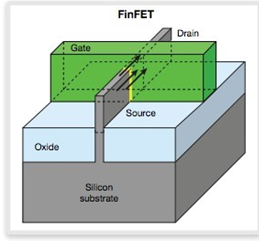 FinFET
Drain
Gate
Source
Oxide
Silicon
substrate